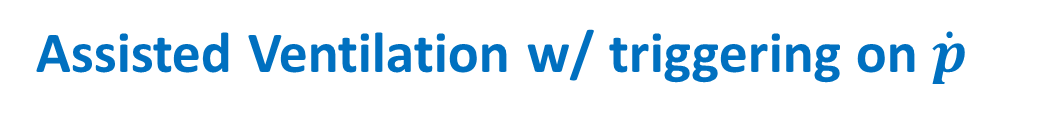 Assisted Ventilation w/ triggering on ṗ